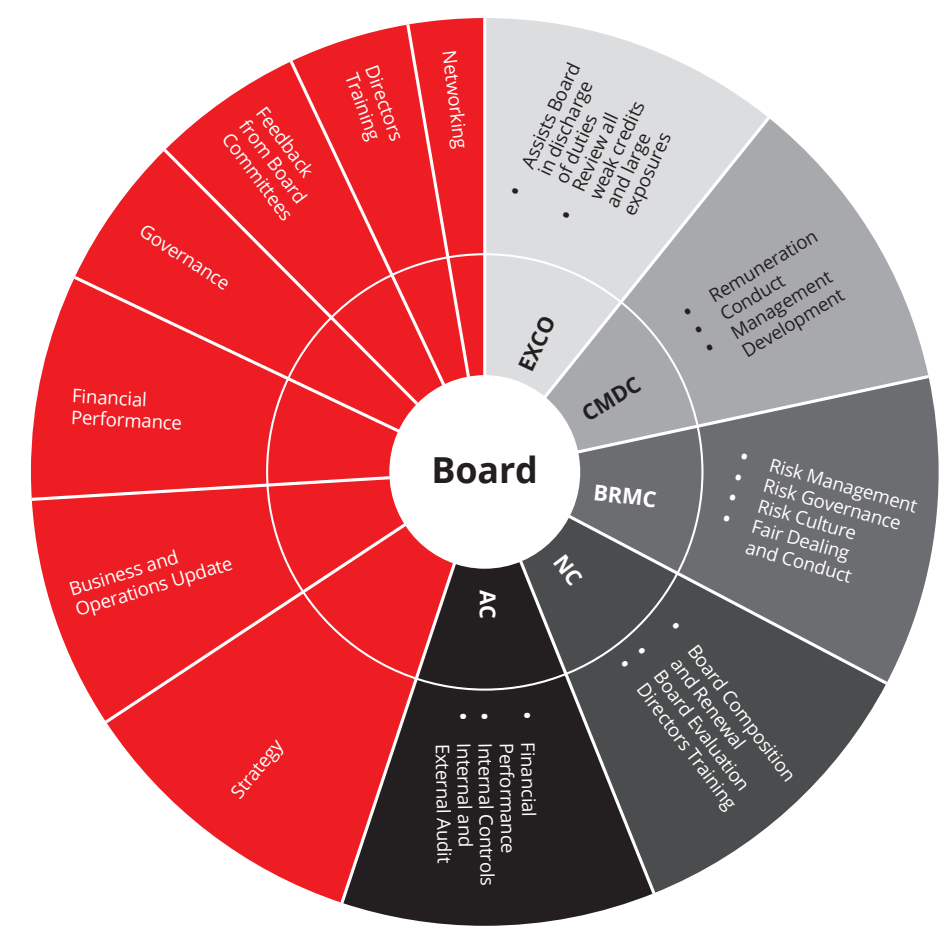 Board
EXCO
• Assists Board
in discharge
of duties
• Review all
weak credits
and large
exposures
CMDC
• Remuneration
• Conduct
• Management
Development
BRMC
• Risk Management
• Risk Governance
• Risk Culture
• Fair Dealing
and Conduct
NC
• Board Composition
and Renewal
• Board Evaluation
• Directors Training
AC
• Financial
Performance
• Internal Controls
• Internal and
External Audit
Strategy
Business and
Operations Update
Financial
Performance
Governance
Feedback
from Board
Committees
Directors
Training
Networking